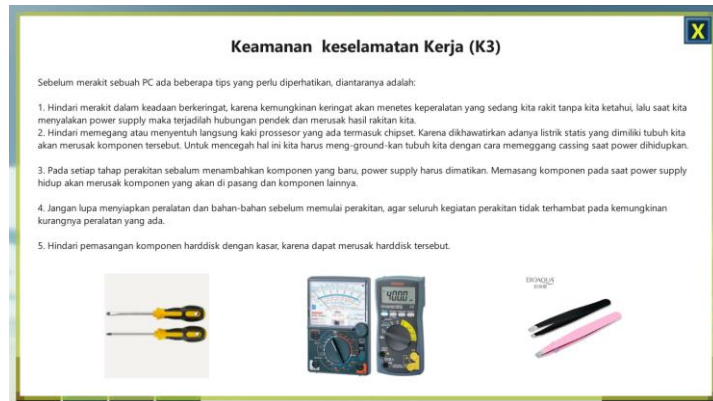 X
Keamanan keselamatan Kerja (K3)
Sebelum merakit sebuah PC ada beberapa tips yang perlu diperhatikan, diantaranya adalah:
1. Hindari merakit dalam keadaan berkeringat, karena kemungkinan keringat akan menetes keperalatan yang sedang kita rakit tanpa kita ketahui, lalu saat kita
menyalakan power supply maka terjadilah hubungan pendek dan merusak hasil rakitan kita.
2. Hindari memegang atau menyentuh langsung kaki prossesor yang ada termasuk chipset. Karena dikhawatirkan adanya listrik statis yang dimiliki tubuh kita
akan merusak komponen tersebut. Untuk mencegah hal ini kita harus meng-ground-kan tubuh kita dengan cara memeggang cassing saat power dihidupkan.
3. Pada setiap tahap perakitan sebalum menambahkan komponen yang baru, power supply harus dimatikan. Memasang komponen pada saat power supply
hidup akan merusak komponen yang akan di pasang dan komponen lainnya.
4. Jangan lupa menyiapkan peralatan dan bahan-bahan sebelum memulai perakitan, agar seluruh kegiatan perakitan tidak terhambat pada kemungkinan
kurangnya peralatan yang ada.
5. Hindari pemasangan komponen harddisk dengan kasar, karena dapat merusak harddisk tersebut.
4000